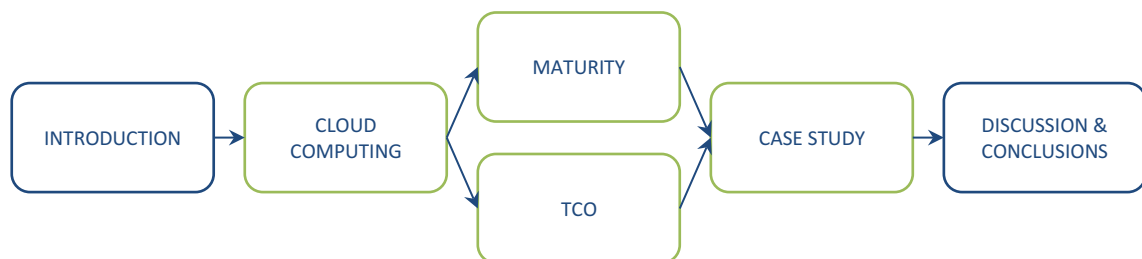 INTRODUCTION
CLOUD
COMPUTING
MATURITY
TCO
CASE STUDY
DISCUSSION &
CONCLUSIONS